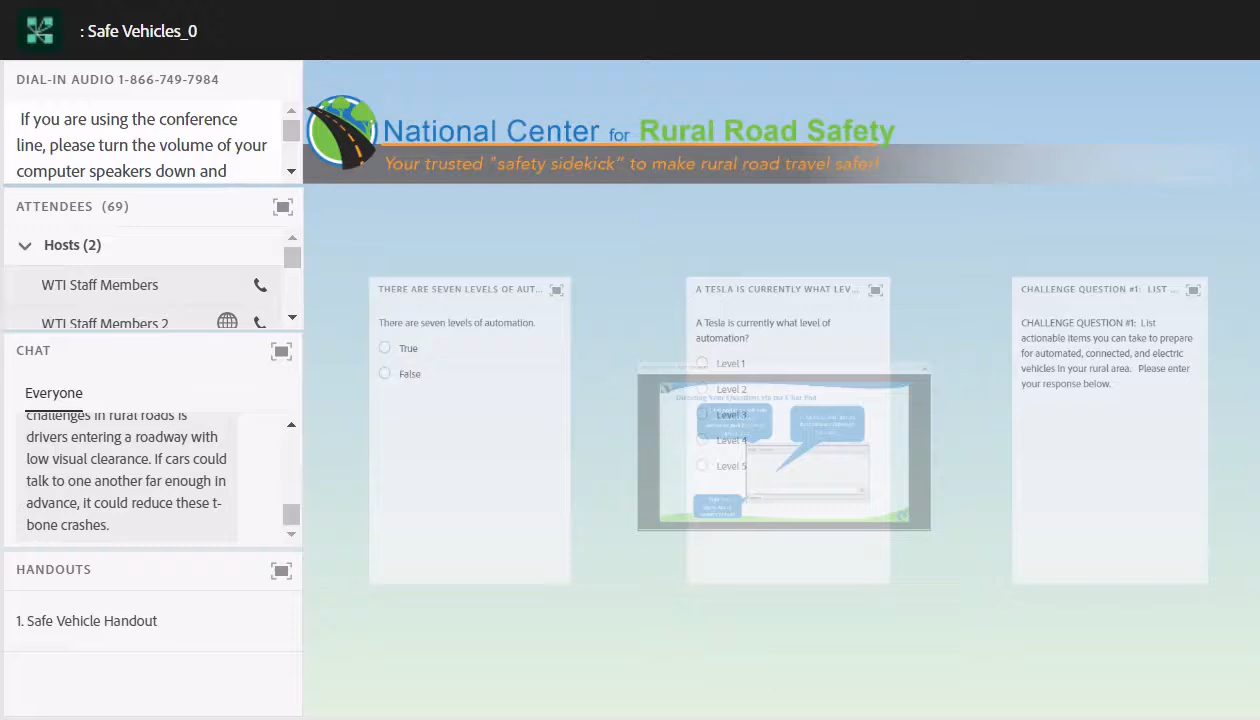 : Safe Vehicles_0
DIAL-IN AUDIO 1-866-749-7984
If you are using the conference
line, please turn the volume of your
computer speakers down and
ATTENDEES (69)
Hosts (2)
WTI Staff Members
WTI Staff Members 2
CHAT
Everyone
challenges in rural roads is
drivers entering a roadway with
low visual clearance. If cars could
talk to one another far enough in
advance, it could reduce these t-
bone crashes.
HANDOUTS
1. Safe Vehicle Handout
National Center for Rural Road Safety
Your trusted "safety sidekick" to make rural road travel safer!
THERE ARE SEVEN LEVELS OF AUT...
There are seven levels of automation.
True
False
A TESLA IS CURRENTLY WHAT LEV...
A Tesla is currently what level of
automation?
Level 1
Level 2
Level 3
Level 4
Level 5
CHALLENGE QUESTION #1: LIST ...
CHALLENGE QUESTION #1: List
actionable items you can take to prepare
for automated, connected, and electric
vehicles in your rural area. Please enter
your response below.